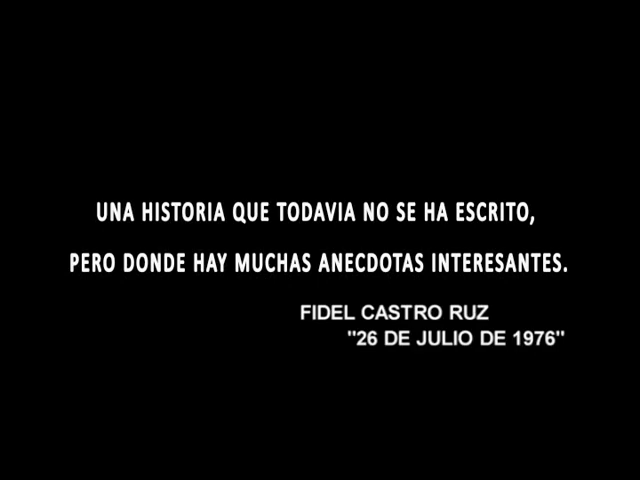 UNA HISTORIA QUE TODAVIA NO SE HA ESCRITO,
PERO DONDE HAY MUCHAS ANECDOTAS INTERESANTES.
FIDEL CASTRO RUZ
"26 DE JULIO DE 1976"